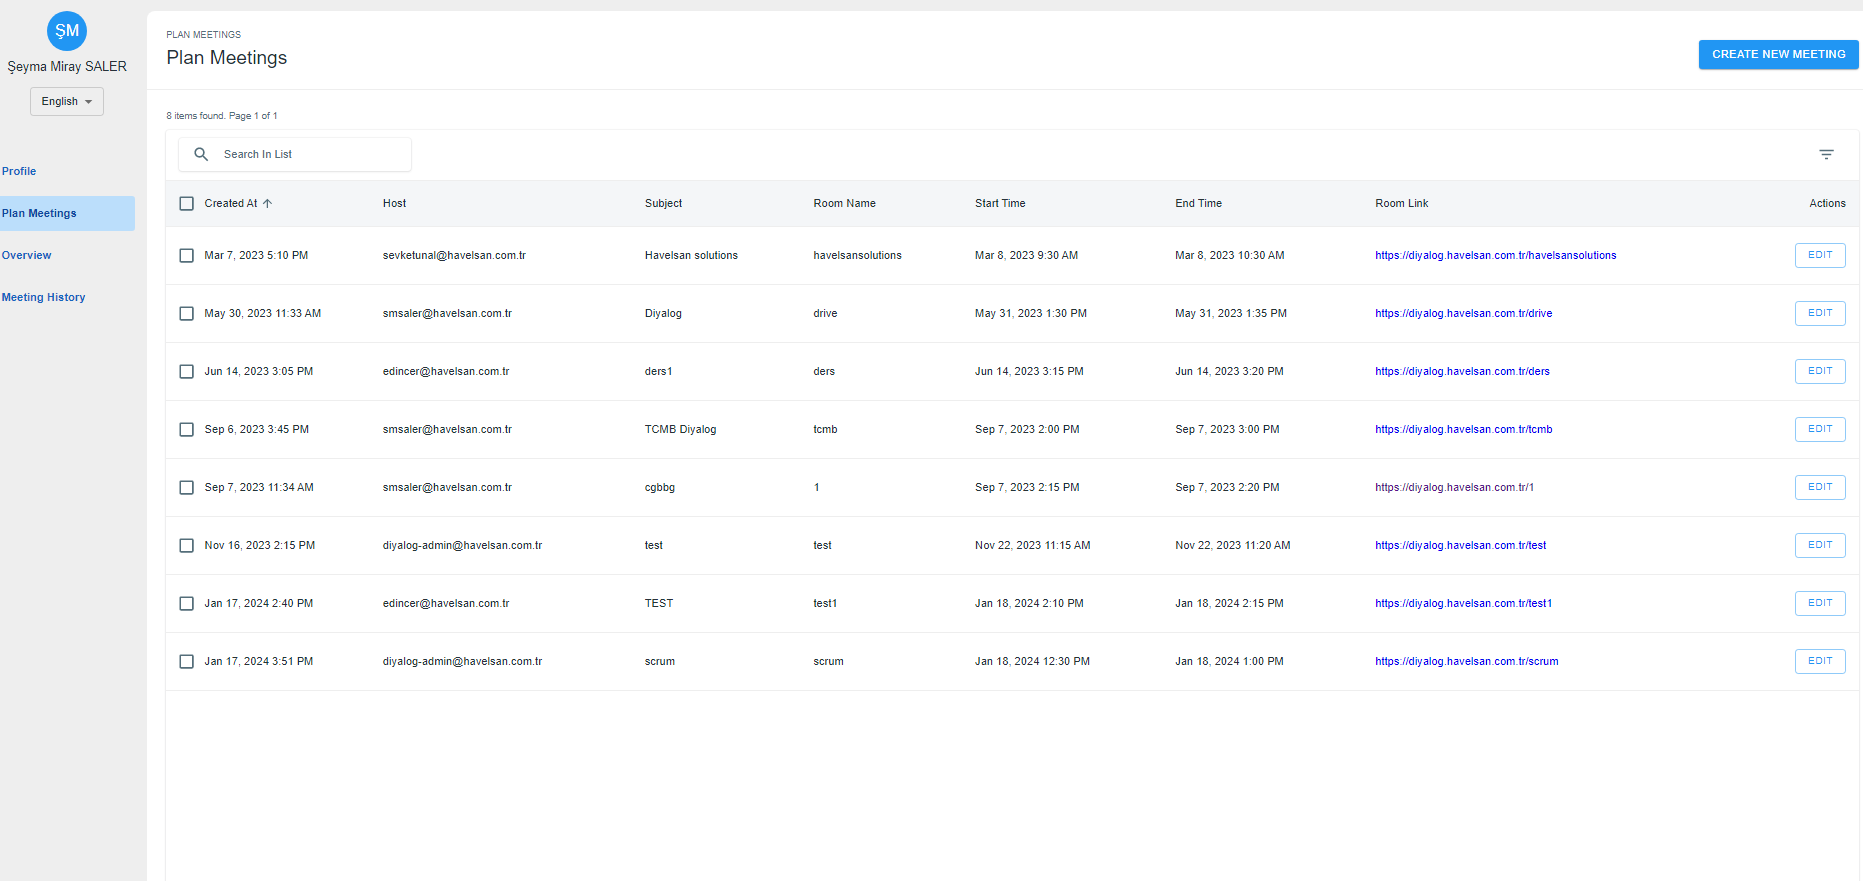 ŞM
Şeyma Miray SALER
English
Profile
Plan Meetings
Overview
Meeting History
PLAN MEETINGS
Plan Meetings
CREATE NEW MEETING
8 items found. Page 1 of 1
Search In List
Created At Host Subject Room Name Start Time End Time Room Link Actions
Mar 7, 2023 5:10 PM sevketunal@havelsan.com.tr Havelsan solutions havelsansolutions Mar 8, 2023 9:30 AM Mar 8, 2023 10:30 AM https://diyalog.havelsan.com.tr/havelsansolutions EDIT
May 30, 2023 11:33 AM smsaler@havelsan.com.tr Diyalog drive May 31, 2023 1:30 PM May 31, 2023 1:35 PM https://diyalog.havelsan.com.tr/drive EDIT
Jun 14, 2023 3:05 PM edincer@havelsan.com.tr ders1 ders Jun 14, 2023 3:15 PM Jun 14, 2023 3:20 PM https://diyalog.havelsan.com.tr/ders EDIT
Sep 6, 2023 3:45 PM smsaler@havelsan.com.tr TCMB Diyalog tcmb Sep 7, 2023 2:00 PM Sep 7, 2023 3:00 PM https://diyalog.havelsan.com.tr/tcmb EDIT
Sep 7, 2023 11:34 AM smsaler@havelsan.com.tr cgbbg 1 Sep 7, 2023 2:15 PM Sep 7, 2023 2:20 PM https://diyalog.havelsan.com.tr/1 EDIT
Nov 16, 2023 2:15 PM diyalog-admin@havelsan.com.tr test test Nov 22, 2023 11:15 AM Nov 22, 2023 11:20 AM https://diyalog.havelsan.com.tr/test EDIT
Jan 17, 2024 2:40 PM edincer@havelsan.com.tr TEST test1 Jan 18, 2024 2:10 PM Jan 18, 2024 2:15 PM https://diyalog.havelsan.com.tr/test1 EDIT
Jan 17, 2024 3:51 PM diyalog-admin@havelsan.com.tr scrum scrum Jan 18, 2024 12:30 PM Jan 18, 2024 1:00 PM https://diyalog.havelsan.com.tr/scrum EDIT